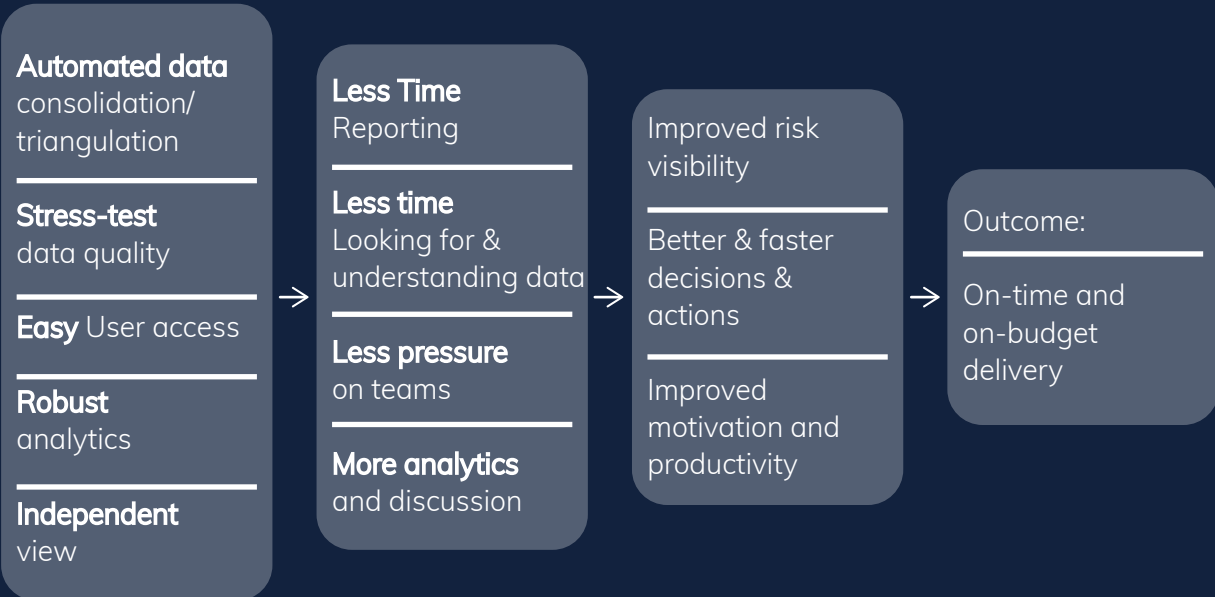 Automated data
consolidation/
triangulation
Stress-test
data quality
Easy User access
Robust
analytics
Independent
view
Less Time
Reporting
Less time
Looking for &
understanding data
Less pressure
on teams
More analytics
and discussion
Improved risk
visibility
Better & faster
decisions &
actions
Improved
motivation and
productivity
Outcome:
On-time and
on-budget
delivery